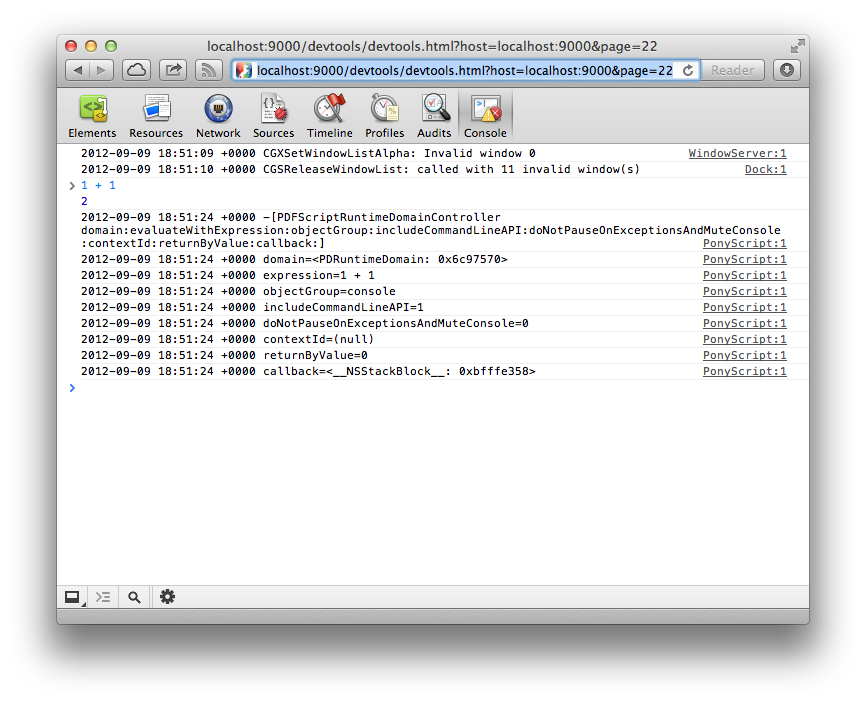 localhost:9000/devtools/devtools.html?host=localhost:9000&page=22
localhost:9000/devtools/devtools.html?host=localhost:9000&page=22 Reader
Elements Resources Network Sources Timeline Profiles Audits Console
2012-09-09 18:51:09 +0000 CGXSetWindowListAlpha: Invalid window 0 WindowServer:1
2012-09-09 18:51:10 +0000 CGSReleaseWindowList: called with 11 invalid window(s) Dock:1
> 1 + 1
2
2012-09-09 18:51:24 +0000 -[PDFScriptRuntimeDomainController
domain:evaluateWithExpression:objectGroup:includeCommandLineAPI:doNotPauseOnExceptionsAndMuteConsole
:contextId:returnByValue:callback:] PonyScript:1
2012-09-09 18:51:24 +0000 domain=<PDRuntimeDomain: 0x6c97570> PonyScript:1
2012-09-09 18:51:24 +0000 expression=1 + 1 PonyScript:1
2012-09-09 18:51:24 +0000 objectGroup=console PonyScript:1
2012-09-09 18:51:24 +0000 includeCommandLineAPI=1 PonyScript:1
2012-09-09 18:51:24 +0000 doNotPauseOnExceptionsAndMuteConsole=0 PonyScript:1
2012-09-09 18:51:24 +0000 contextId=(null) PonyScript:1
2012-09-09 18:51:24 +0000 returnByValue=0 PonyScript:1
2012-09-09 18:51:24 +0000 callback=<__NSStackBlock__: 0xbfffe358> PonyScript:1
>